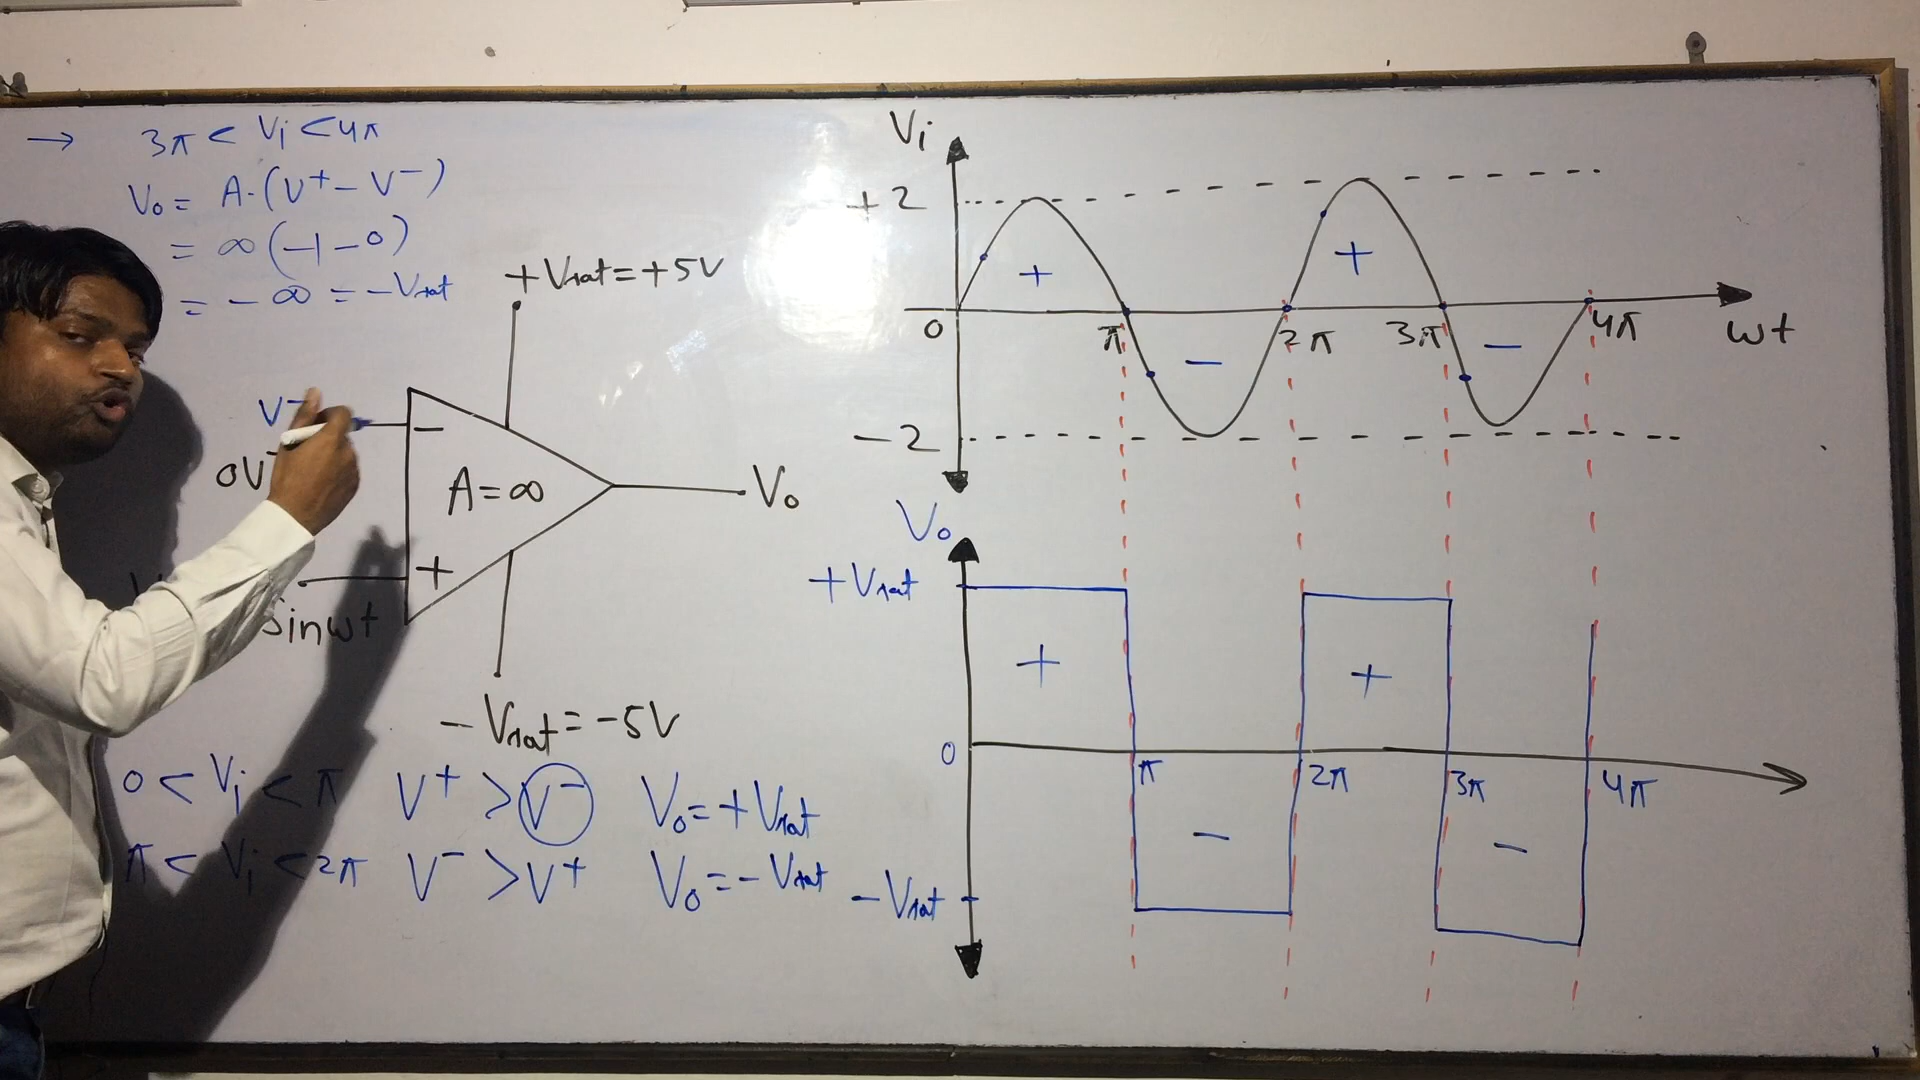 → 3π < Vi < 4π
Vo = A·(V+ − V−)
= ∞ (−1 − 0)
= − ∞ = −Vsat
+Vsat = +5V
V−
0V
−
A = ∞
+
Vo
Sinωt
− Vsat = −5V
0 < Vi < π V+ > V− Vo = +Vsat
π < Vi < 2π V− > V+ Vo = −Vsat
Vi
+2
+ +
0 π 2π 3π 4π ωt
− −
−2
Vo
+Vsat
+ +
0 π 2π 3π 4π
− −
−Vsat